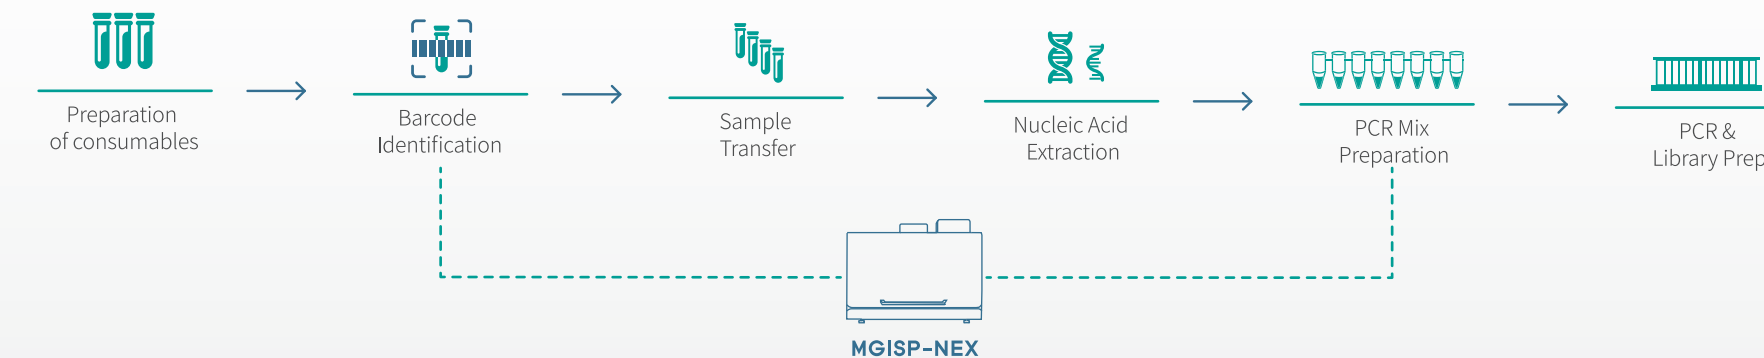 Preparation
of consumables
Barcode
Identification
Sample
Transfer
Nucleic Acid
Extraction
PCR Mix
Preparation
PCR &
Library Prep
MGISP-NEX